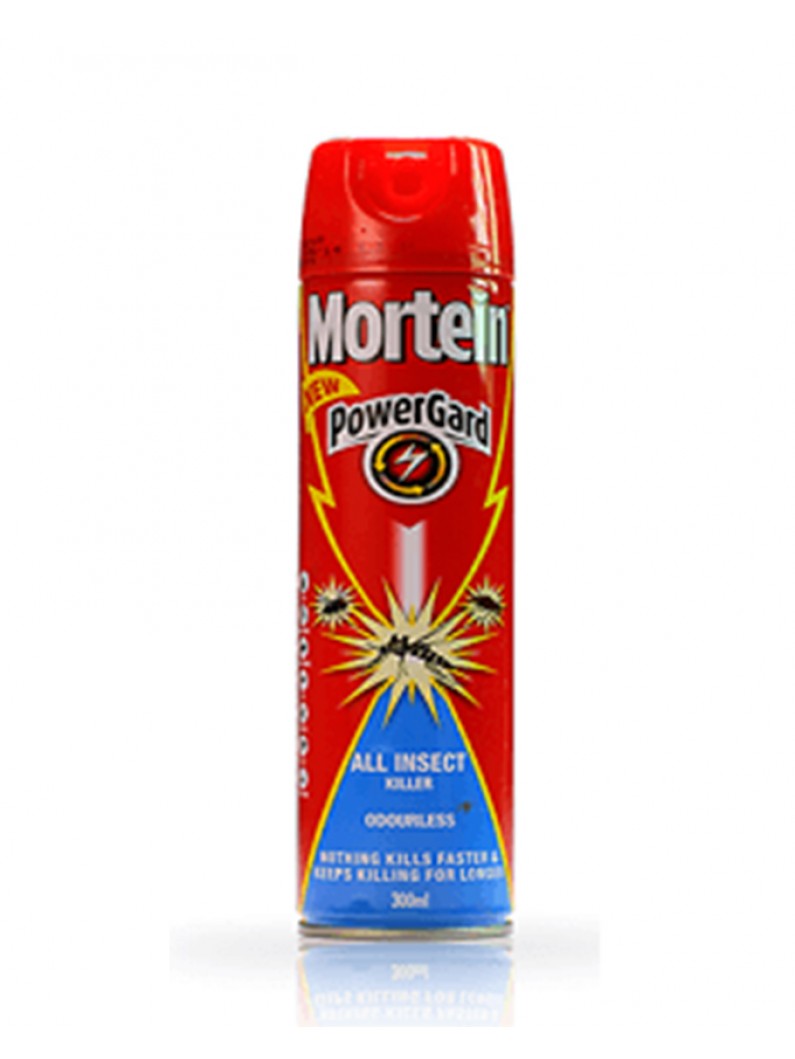 Mortein
NEW
PowerGard
ALL INSECT
KILLER
ODOURLESS
NOTHING KILLS FASTER &
KEEPS KILLING FOR LONGER
300ml